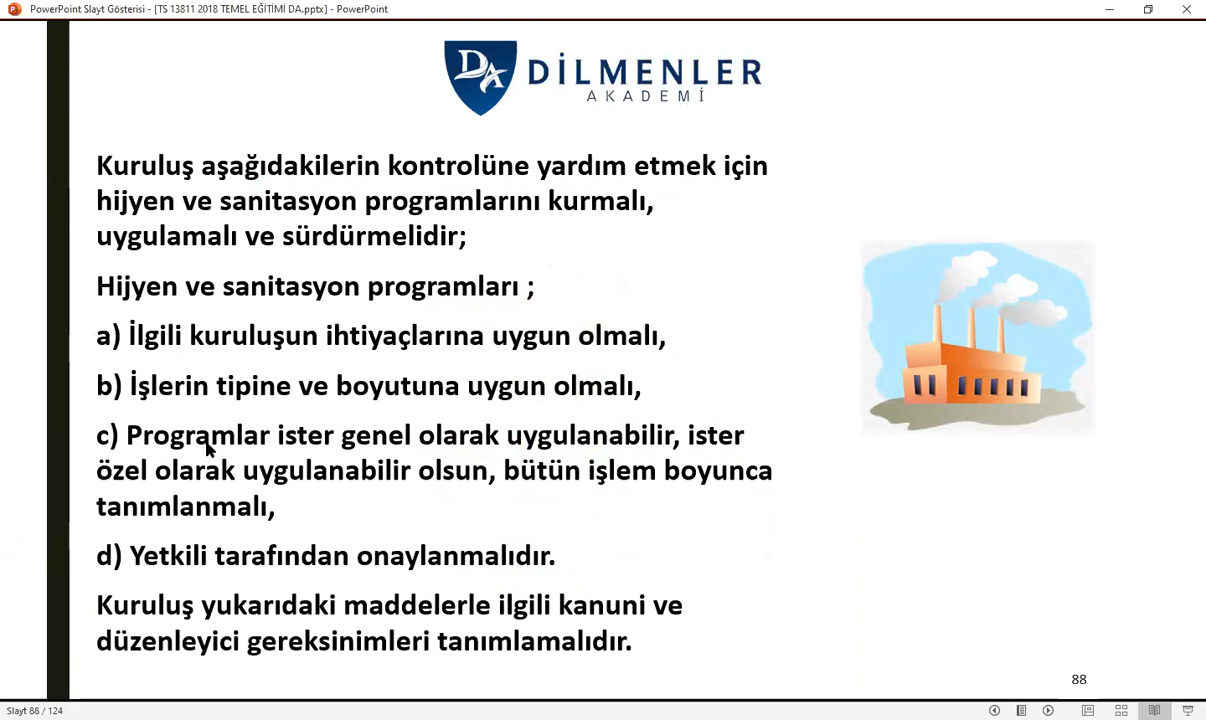 PowerPoint Slayt Gösterisi - [TS 13811 2018 TEMEL EĞİTİMİ DA.pptx] - PowerPoint
DA DİLMENLER
AKADEMİ
Kuruluş aşağıdakilerin kontrolüne yardım etmek için
hijyen ve sanitasyon programlarını kurmalı,
uygulamalı ve sürdürmelidir;
Hijyen ve sanitasyon programları ;
a) İlgili kuruluşun ihtiyaçlarına uygun olmalı,
b) İşlerin tipine ve boyutuna uygun olmalı,
c) Programlar ister genel olarak uygulanabilir, ister
özel olarak uygulanabilir olsun, bütün işlem boyunca
tanımlanmalı,
d) Yetkili tarafından onaylanmalıdır.
Kuruluş yukarıdaki maddelerle ilgili kanuni ve
düzenleyici gereksinimleri tanımlamalıdır.
88
Slayt 88 / 124